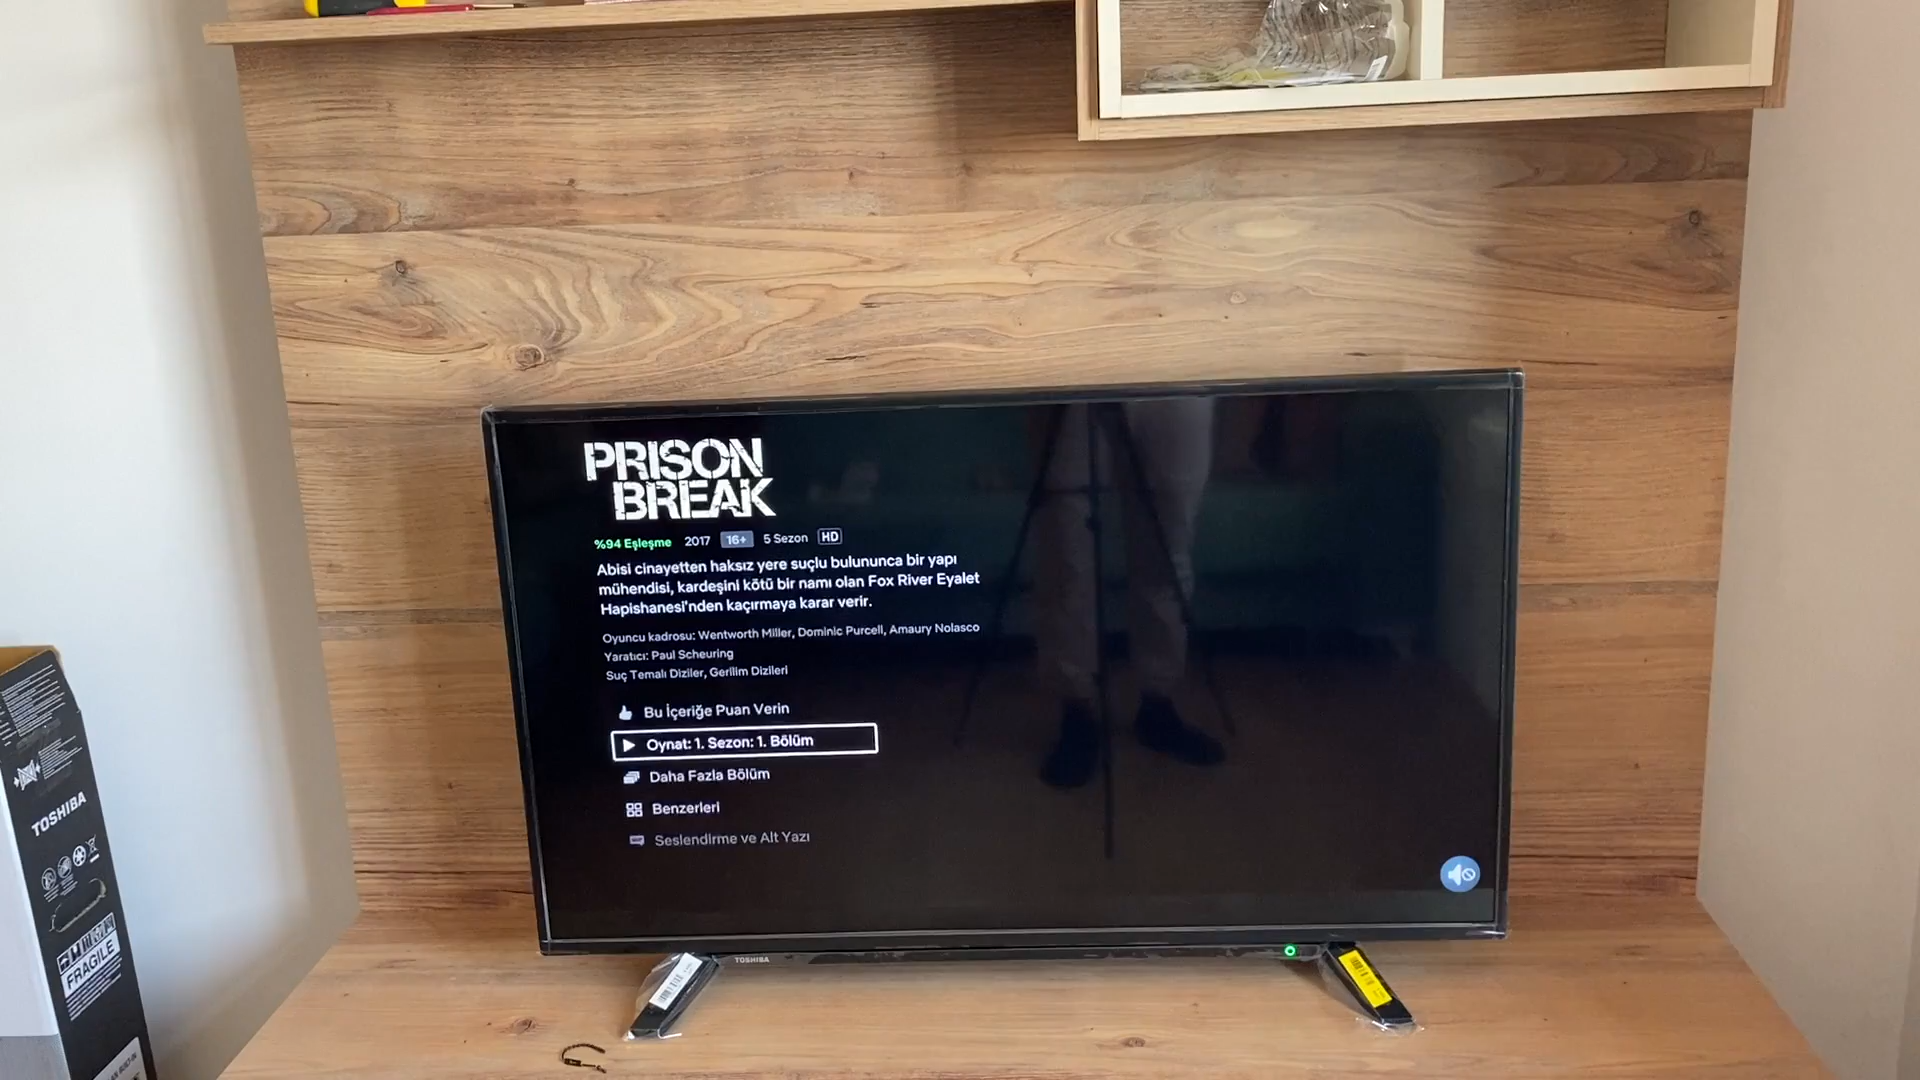 PRISON
BREAK
%94 Eşleşme 2017 16+ 5 Sezon HD
Abisi cinayetten haksız yere suçlu bulununca bir yapı
mühendisi, kardeşini kötü bir namı olan Fox River Eyalet
Hapishanesi'nden kaçırmaya karar verir.
Oyuncu kadrosu: Wentworth Miller, Dominic Purcell, Amaury Nolasco
Yaratıcı: Paul Scheuring
Suç Temalı Diziler, Gerilim Dizileri
Bu İçeriğe Puan Verin
Oynat: 1. Sezon: 1. Bölüm
Daha Fazla Bölüm
Benzerleri
Seslendirme ve Alt Yazı
TOSHIBA
TOSHIBA
FRAGILE